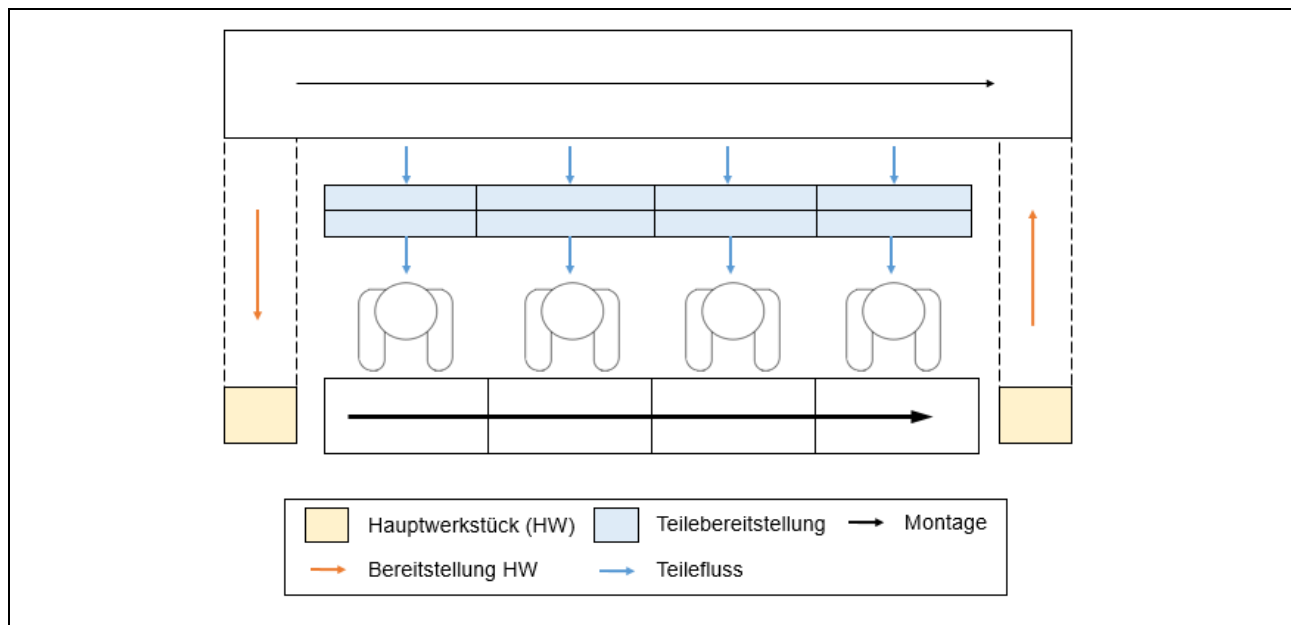 Hauptwerkstück (HW)
Teilebereitstellung
Montage
Bereitstellung HW
Teilefluss